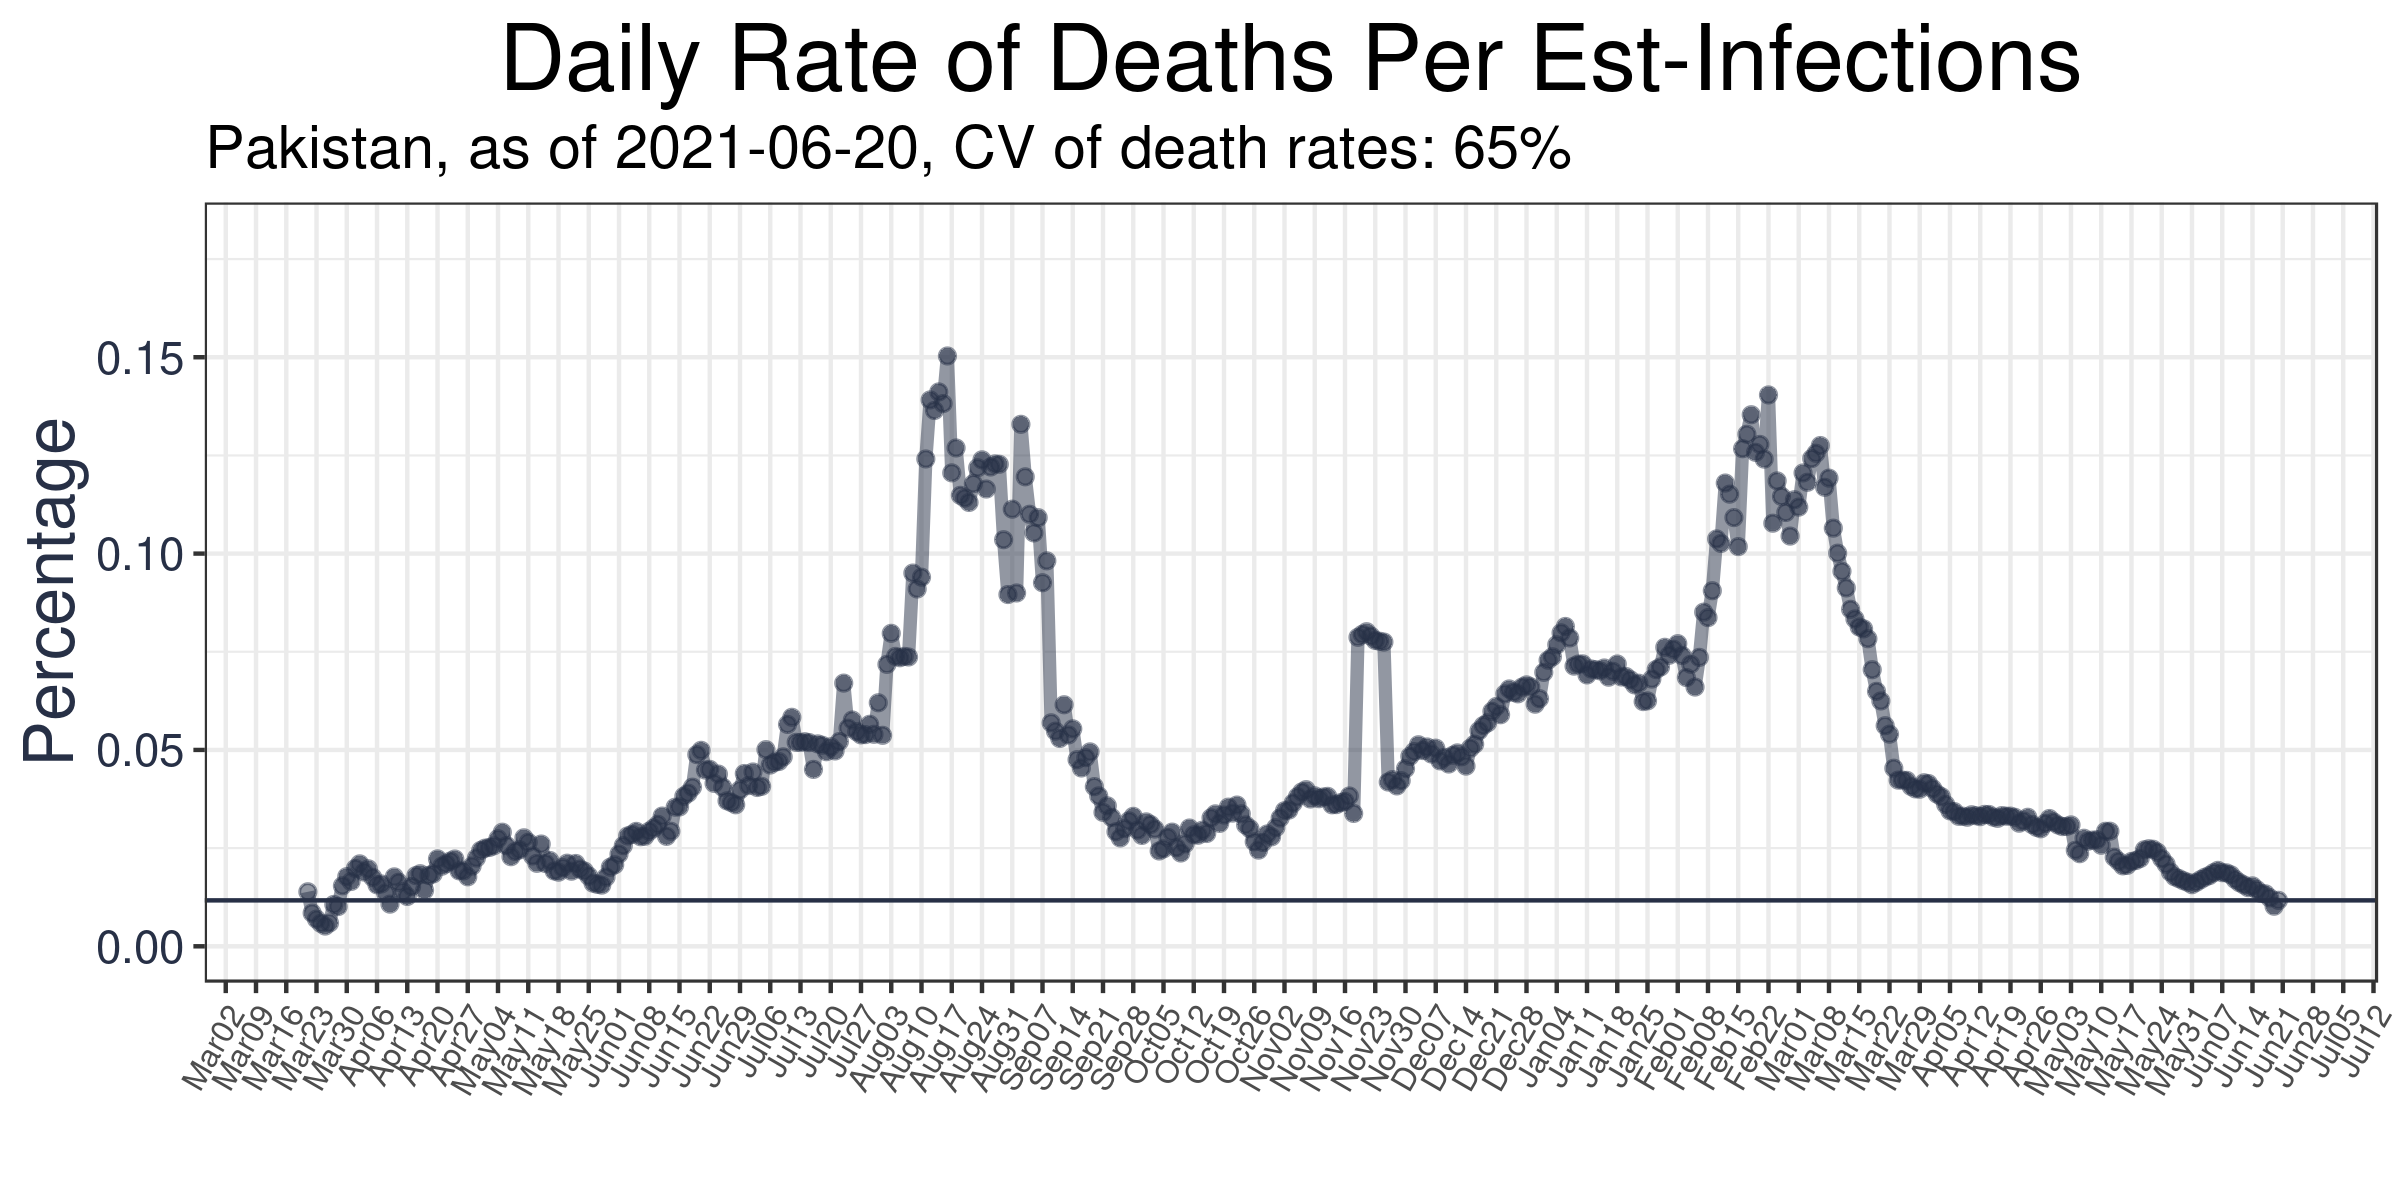 Daily Rate of Deaths Per Est-Infections
Pakistan, as of 2021-06-20, CV of death rates: 65%
Percentage
0.15
0.10
0.05
0.00
Mar02
Mar09
Mar16
Mar23
Mar30
Apr06
Apr13
Apr20
Apr27
May04
May11
May18
May25
Jun01
Jun08
Jun15
Jun22
Jun29
Jul06
Jul13
Jul20
Jul27
Aug03
Aug10
Aug17
Aug24
Aug31
Sep07
Sep14
Sep21
Sep28
Oct05
Oct12
Oct19
Oct26
Nov02
Nov09
Nov16
Nov23
Nov30
Dec07
Dec14
Dec21
Dec28
Jan04
Jan11
Jan18
Jan25
Feb01
Feb08
Feb15
Feb22
Mar01
Mar08
Mar15
Mar22
Mar29
Apr05
Apr12
Apr19
Apr26
May03
May10
May17
May24
May31
Jun07
Jun14
Jun21
Jun28
Jul05
Jul12